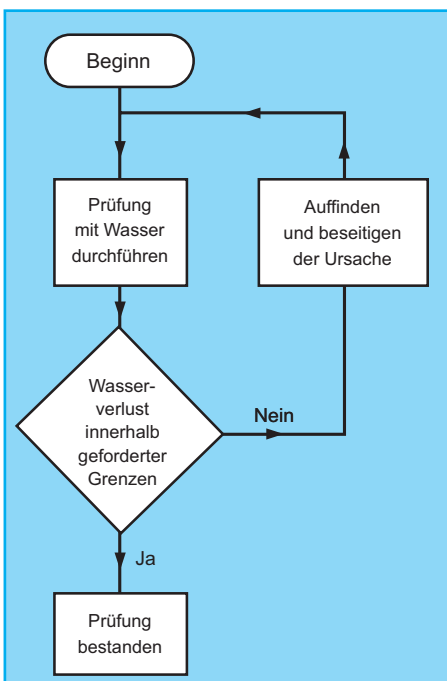 Beginn
Prüfung
mit Wasser
durchführen
Auffinden
und beseitigen
der Ursache
Wasser-
verlust
innerhalb
geforderter
Grenzen
Nein
Ja
Prüfung
bestanden